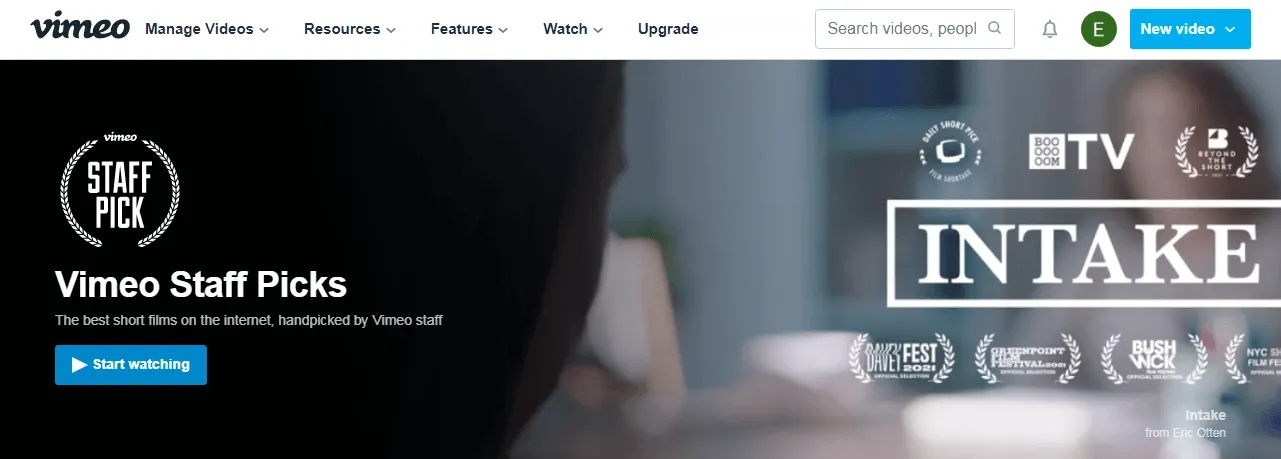 vimeo
Manage Videos
Resources
Features
Watch
Upgrade
Search videos, peopl
E
New video
vimeo
STAFF
PICK
Vimeo Staff Picks
The best short films on the internet, handpicked by Vimeo staff
Start watching
DAILY SHORT PICK
FILM SHORTAGE
BOO
OOO
OOM
TV
B
BEYOND
THE
SHORT
INTAKE
DAVEY FEST
2021
OFFICIAL SELECTION
GREENPOINT
FILM
FESTIVAL 2021
OFFICIAL SELECTION
BUSH
WICK
FILM FESTIVAL
OFFICIAL SELECTION
NYC SH
FILM FES
Intake
from Eric Otten